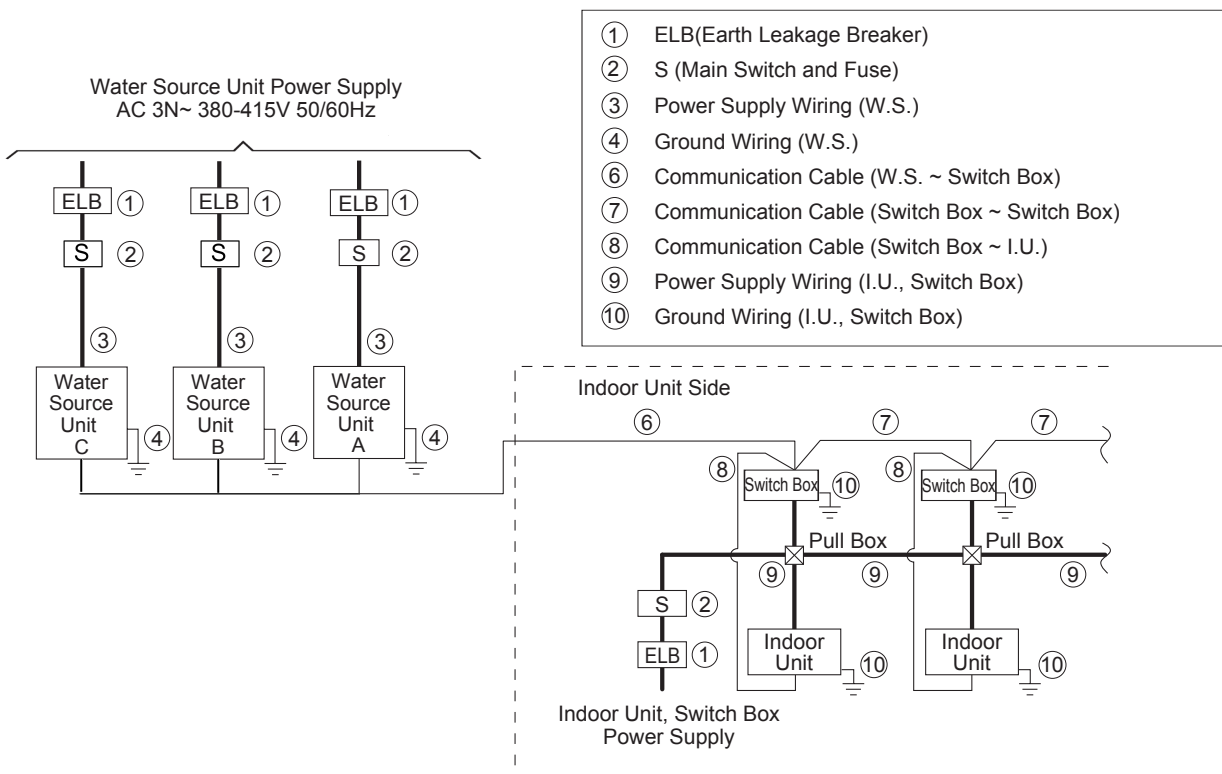 ① ELB(Earth Leakage Breaker)
② S (Main Switch and Fuse)
③ Power Supply Wiring (W.S.)
④ Ground Wiring (W.S.)
⑥ Communication Cable (W.S. ~ Switch Box)
⑦ Communication Cable (Switch Box ~ Switch Box)
⑧ Communication Cable (Switch Box ~ I.U.)
⑨ Power Supply Wiring (I.U., Switch Box)
⑩ Ground Wiring (I.U., Switch Box)
Water Source Unit Power Supply
AC 3N~ 380-415V 50/60Hz
ELB ① ELB ① ELB ①
S ② S ② S ②
③ ③ ③
Water
Source
Unit
C
④
Water
Source
Unit
B
④
Water
Source
Unit
A
④
Indoor Unit Side
⑥ ⑦ ⑦
⑧ Switch Box ⑩ ⑧ Switch Box ⑩
Pull Box Pull Box
⑨ ⑨ ⑨
S ②
ELB ①
Indoor
Unit
⑩
Indoor
Unit
⑩
Indoor Unit, Switch Box
Power Supply